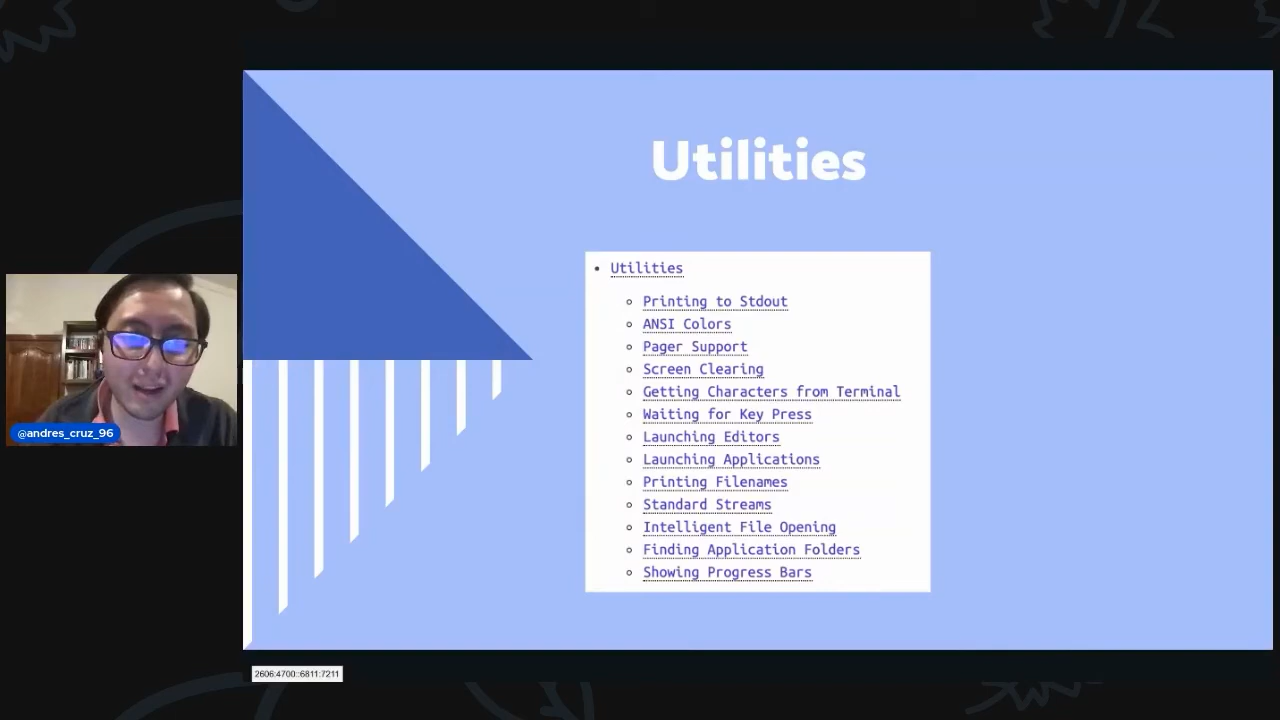 Utilities
Utilities
Printing to Stdout
ANSI Colors
Pager Support
Screen Clearing
Getting Characters from Terminal
Waiting for Key Press
Launching Editors
Launching Applications
Printing Filenames
Standard Streams
Intelligent File Opening
Finding Application Folders
Showing Progress Bars
@andres_cruz_96
2606:4700::6811:7211